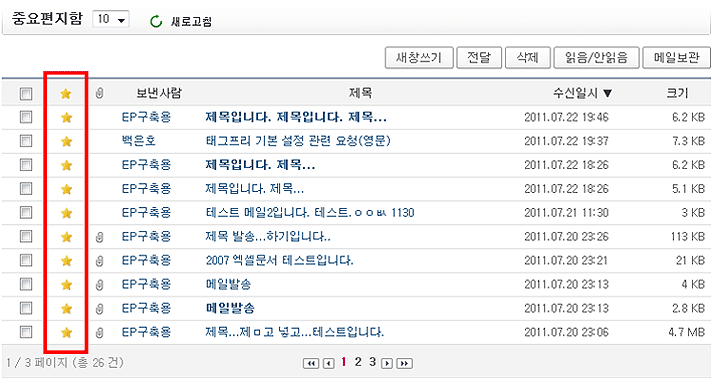 중요편지함 10 새로고침
새창쓰기 전달 삭제 읽음/안읽음 메일보관
보낸사람 제목 수신일시 ▼ 크기
EP구축용 제목입니다. 제목입니다. 제목... 2011.07.22 19:46 6.2 KB
백은호 태그프리 기본 설정 관련 요청(영문) 2011.07.22 19:37 7.3 KB
EP구축용 제목입니다. 제목... 2011.07.22 18:26 6.2 KB
EP구축용 제목입니다. 제목... 2011.07.22 18:26 5.1 KB
EP구축용 테스트 메일2입니다. 테스트.ㅇㅇ 1130 2011.07.21 11:30 3 KB
EP구축용 제목 발송...하기입니다.. 2011.07.20 23:26 113 KB
EP구축용 2007 엑셀문서 테스트입니다. 2011.07.20 23:21 21 KB
EP구축용 메일발송 2011.07.20 23:13 4 KB
EP구축용 메일발송 2011.07.20 23:13 2.8 KB
EP구축용 제목...제ㅁ고 넣고...테스트입니다. 2011.07.20 23:06 4.7 MB
1 / 3 페이지 (총 26 건) 1 2 3